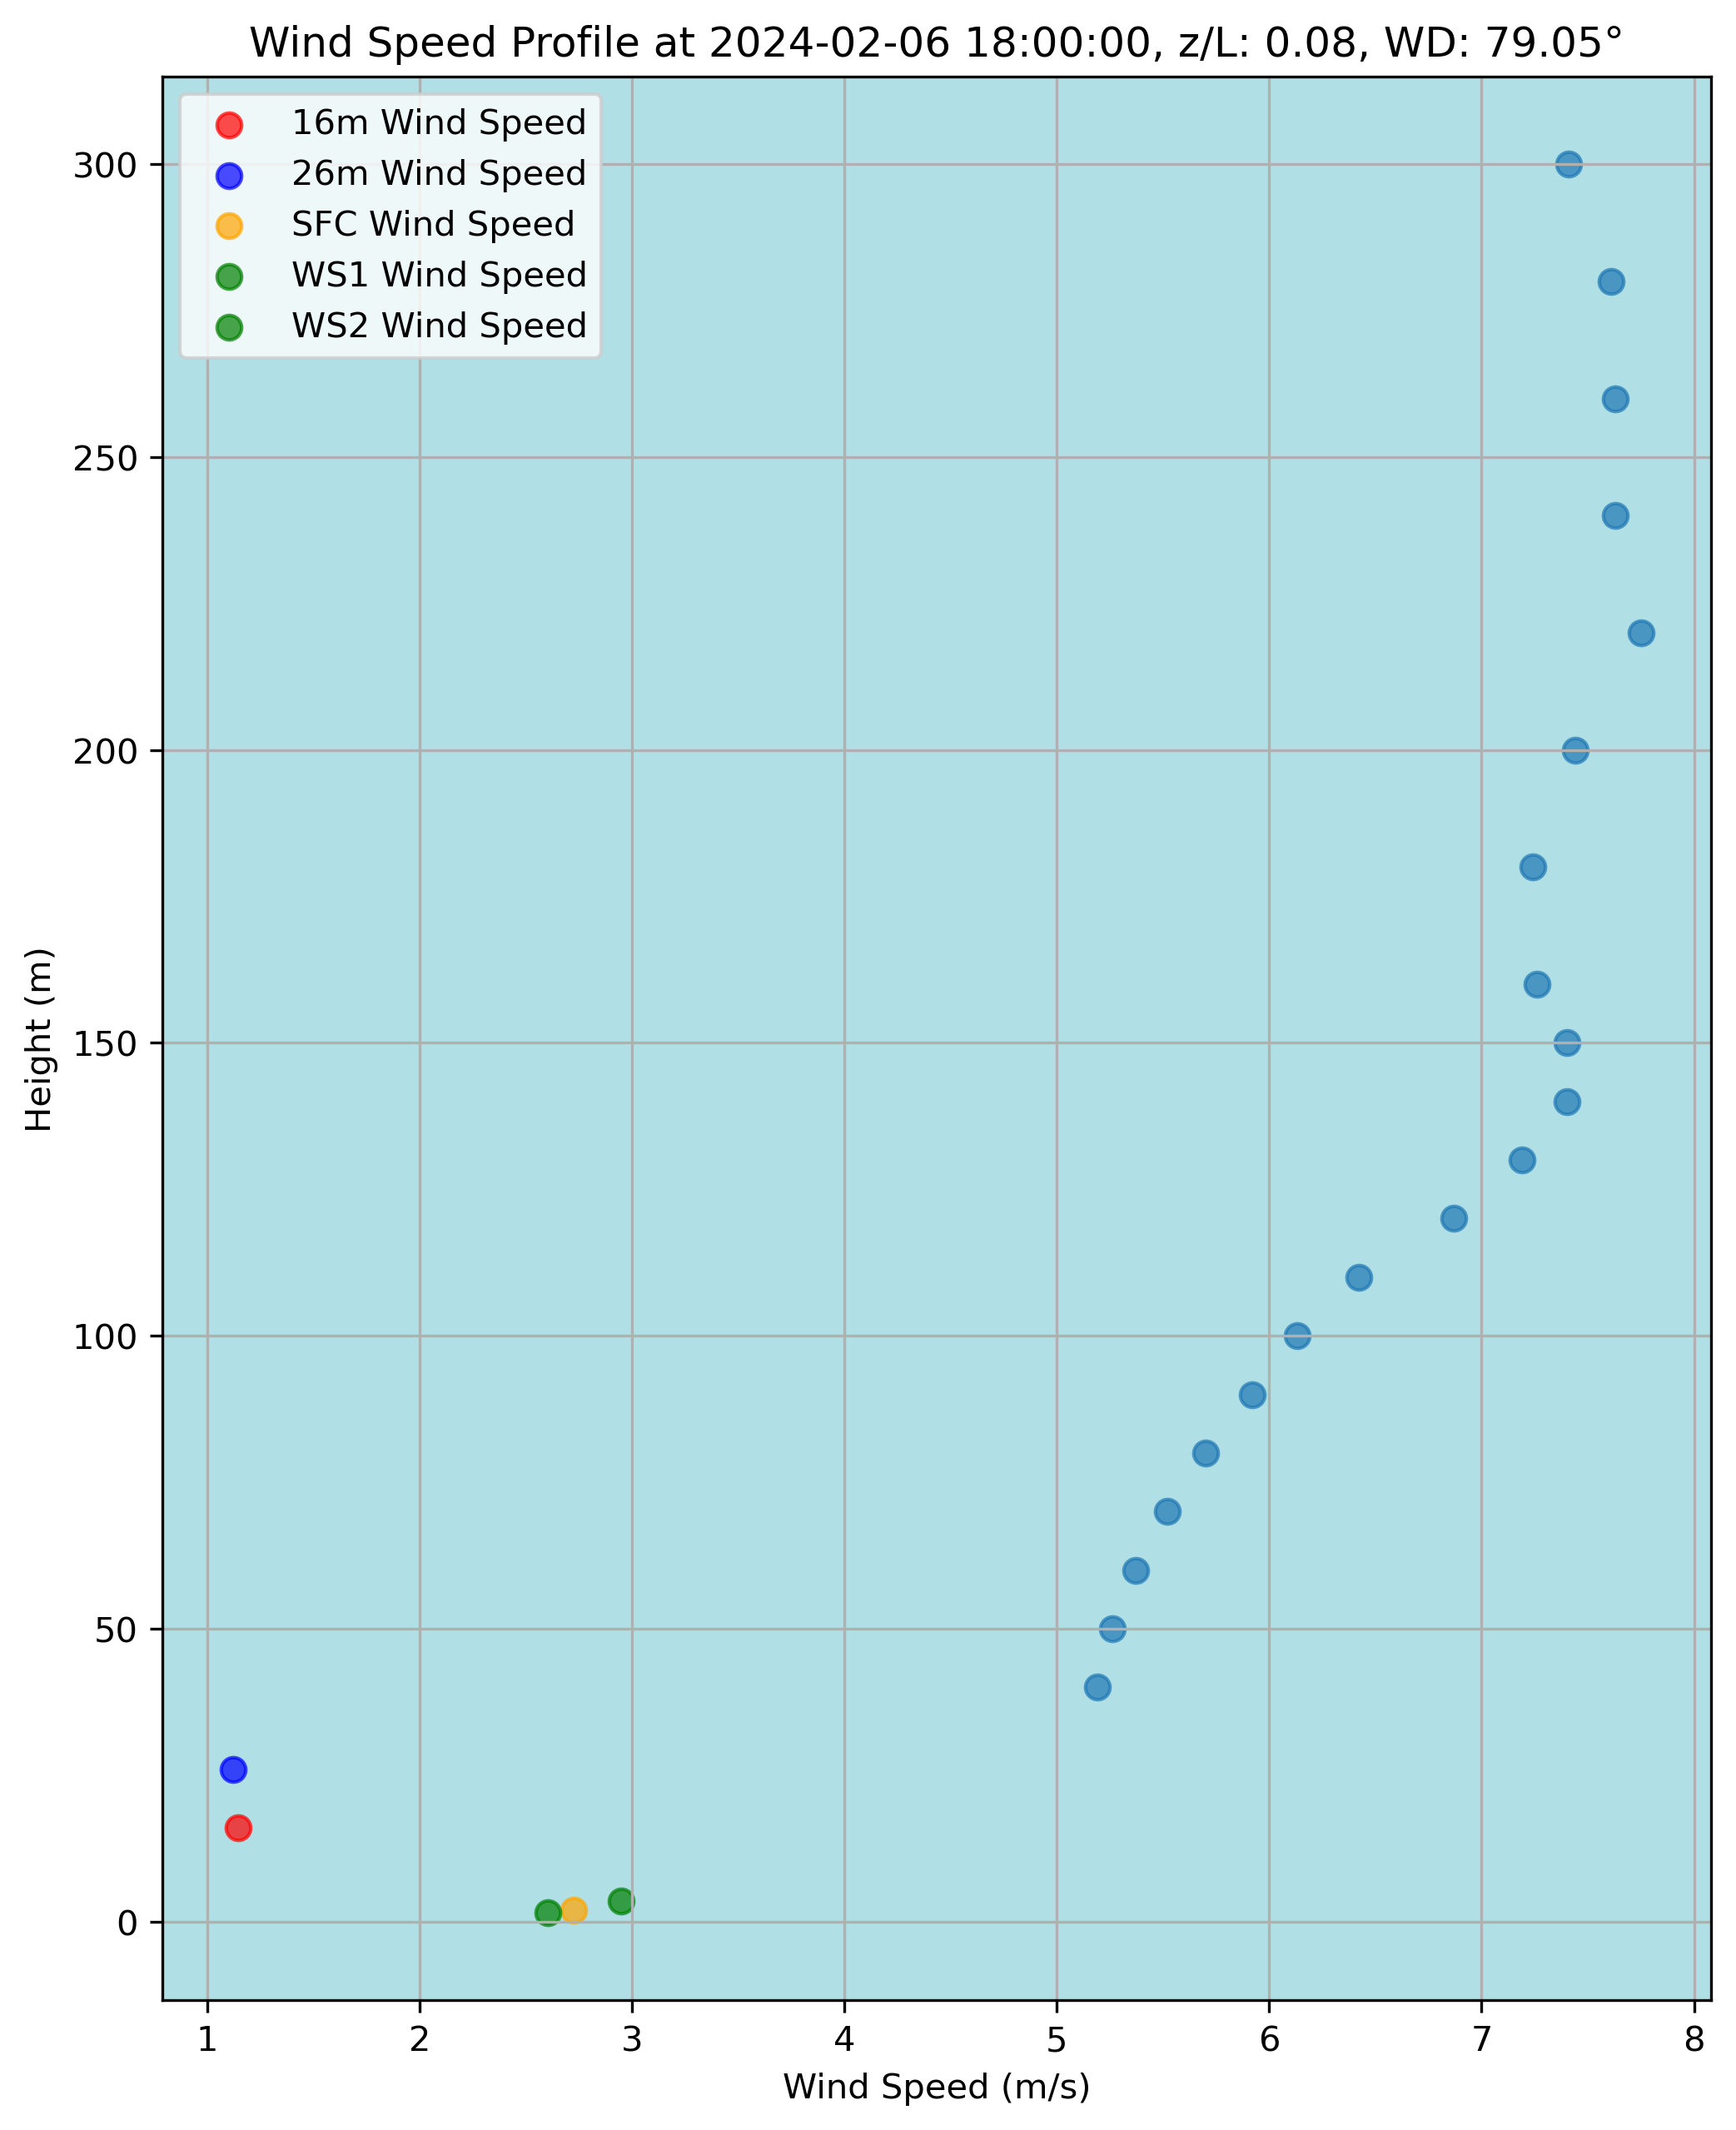 Wind Speed Profile at 2024-02-06 18:00:00, z/L: 0.08, WD: 79.05°
16m Wind Speed
26m Wind Speed
SFC Wind Speed
WS1 Wind Speed
WS2 Wind Speed
300
250
200
150
100
50
0
Height (m)
1 2 3 4 5 6 7 8
Wind Speed (m/s)